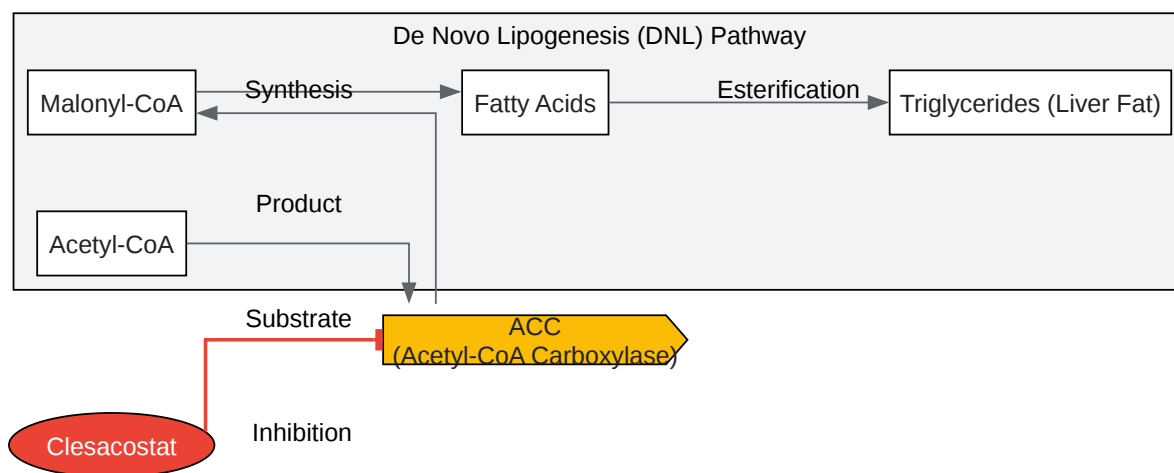 De Novo Lipogenesis (DNL) Pathway
Malonyl-CoA
Synthesis
Fatty Acids
Esterification
Triglycerides (Liver Fat)
Product
Acetyl-CoA
Substrate
ACC
(Acetyl-CoA Carboxylase)
Inhibition
Clesacostat